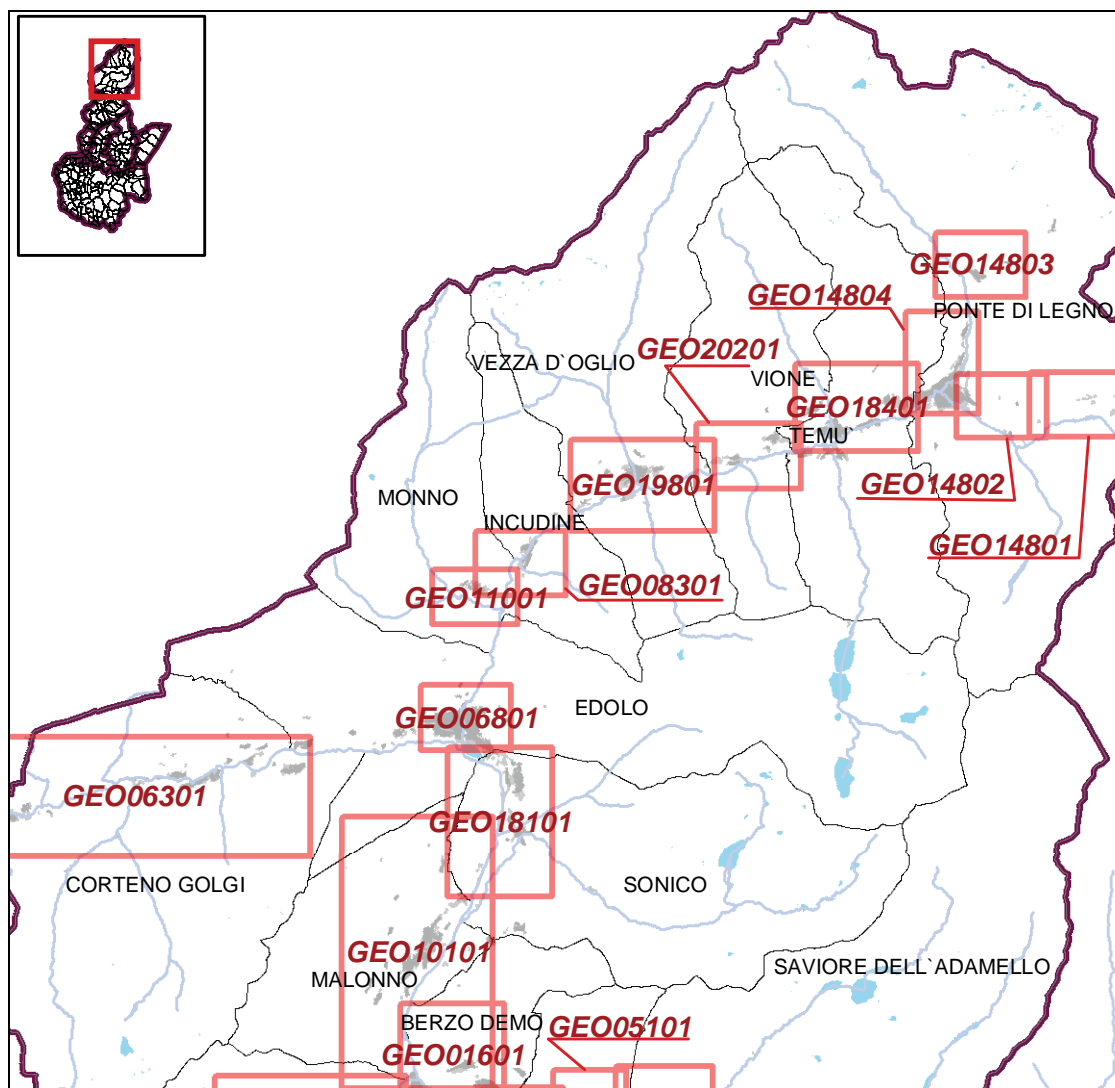 GEO14803
GEO14804
PONTE DI LEGNO
GEO20201
VEZZA D`OGLIO
VIONE
GEO18401
TEMU`
GEO19801
GEO14802
MONNO
INCUDINE
GEO14801
GEO08301
GEO11001
EDOLO
GEO06801
GEO06301
GEO18101
CORTENO GOLGI
SONICO
GEO10101
SAVIORE DELL`ADAMELLO
MALONNO
BERZO DEMO
GEO05101
GEO01601